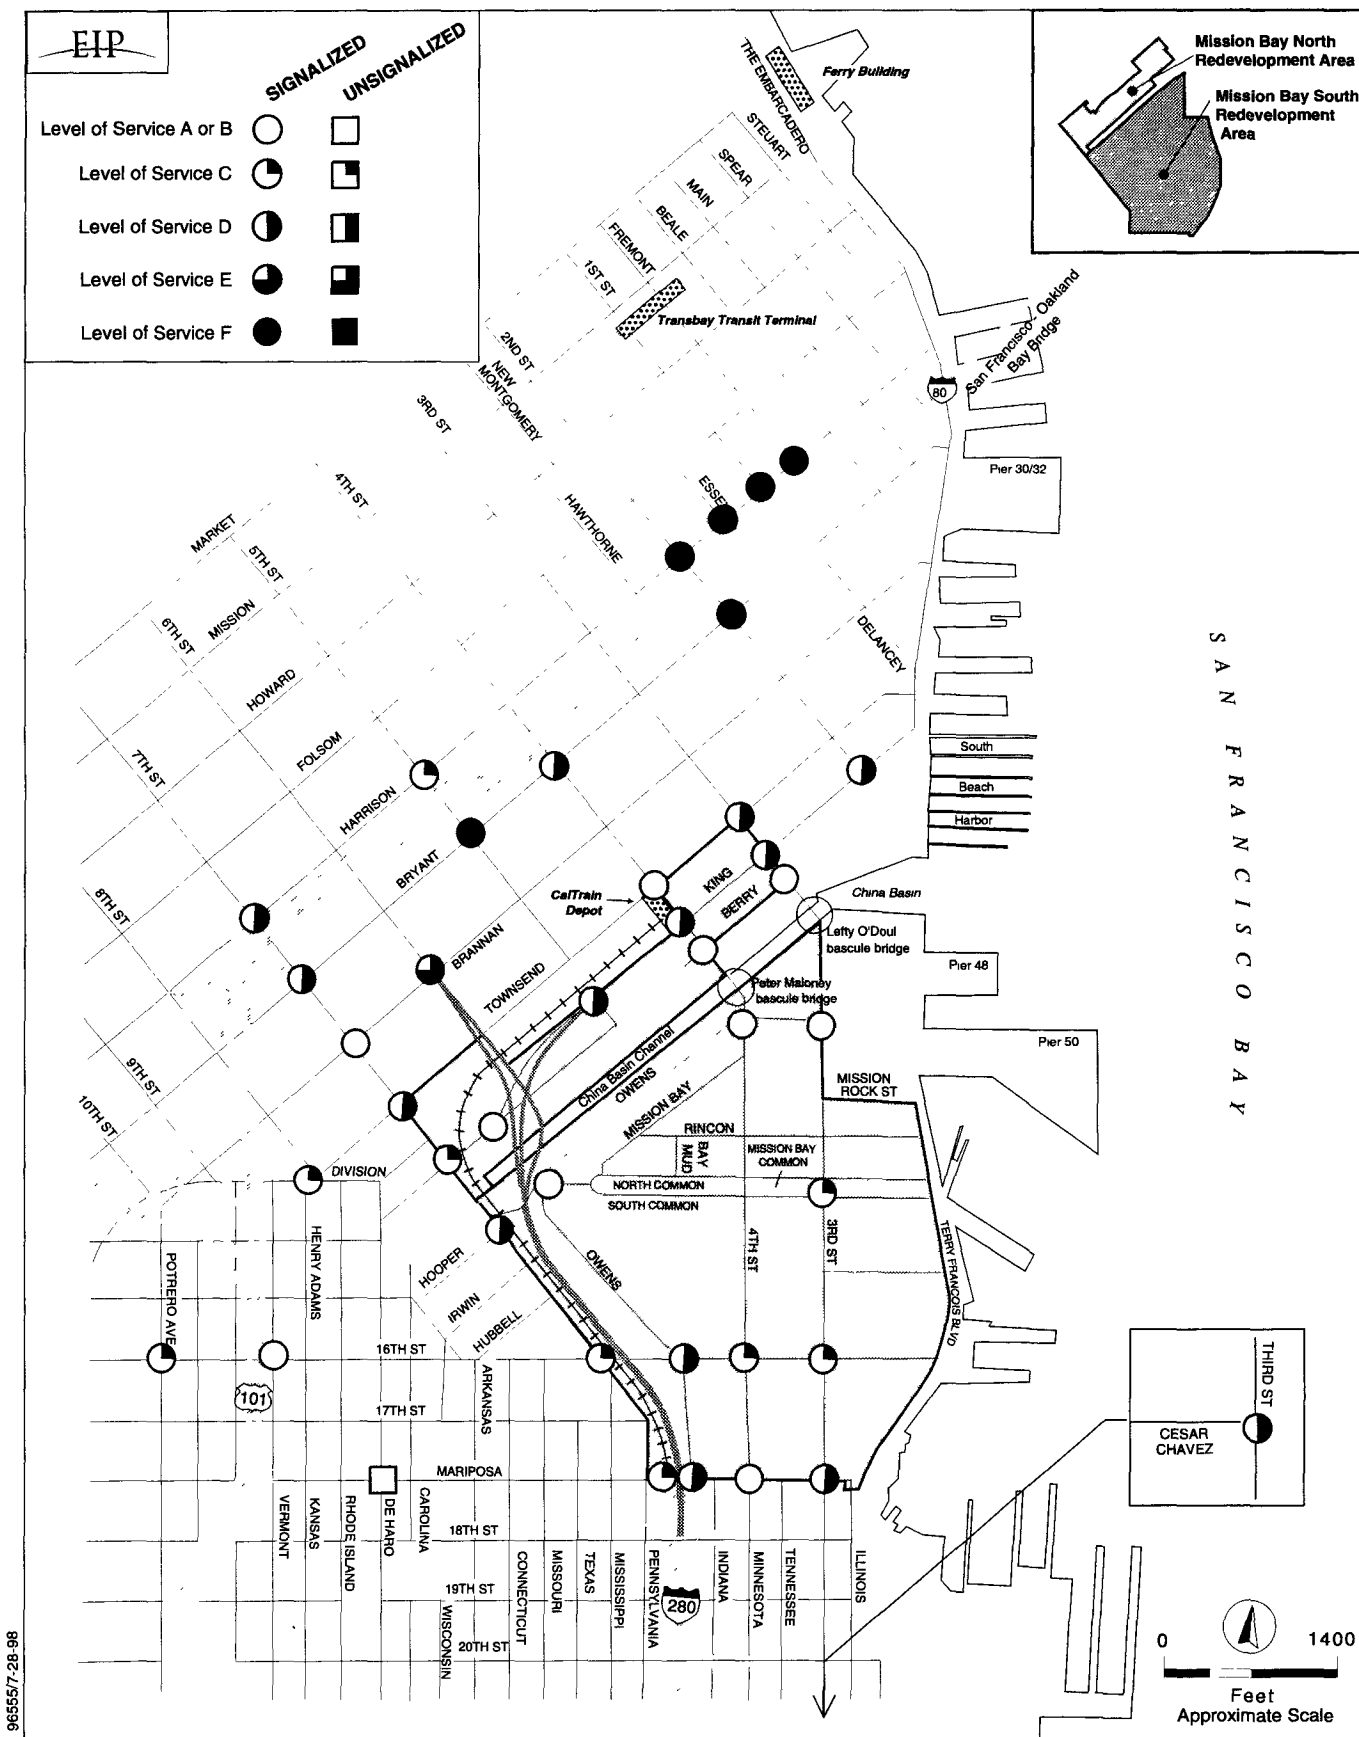 EIP
SIGNALIZED
UNSIGNALIZED
Level of Service A or B
Level of Service C
Level of Service D
Level of Service E
Level of Service F
Mission Bay North
Redevelopment Area
Mission Bay South
Redevelopment
Area
Ferry Building
THE EMBARCADERO
STEUART
SPEAR
MAIN
BEALE
FREMONT
1ST ST
Transbay Transit Terminal
2ND ST
NEW
MONTGOMERY
3RD ST
4TH ST
San Francisco - Oakland
Bay Bridge
80
Pier 30/32
HAWTHORNE
MARKET
5TH ST
MISSION
6TH ST
HOWARD
FOLSOM
7TH ST
HARRISON
BRYANT
8TH ST
BRANNAN
TOWNSEND
9TH ST
10TH ST
DELANCEY
South
Beach
Harbor
SAN FRANCISCO BAY
KING
BERRY
CalTrain
Depot
China Basin
Lefty O'Doul
bascule bridge
Peter Maloney
bascule bridge
Pier 48
Pier 50
China Basin Channel
OWENS
MISSION BAY
MISSION
ROCK ST
RINCON
BAY
MUD
MISSION BAY
COMMON
NORTH COMMON
SOUTH COMMON
DIVISION
HENRY ADAMS
POTRERO AVE
HOOPER
IRWIN
HUBBELL
OWENS
4TH ST
3RD ST
TERRY FRANCOIS BLVD
16TH ST
101
17TH ST
ARKANSAS
MARIPOSA
VERMONT
KANSAS
RHODE ISLAND
DE HARO
CAROLINA
18TH ST
CONNECTICUT
MISSOURI
TEXAS
MISSISSIPPI
PENNSYLVANIA
INDIANA
MINNESOTA
TENNESSEE
ILLINOIS
19TH ST
280
WISCONSIN
20TH ST
THIRD ST
CESAR
CHAVEZ
0 1400
Feet
Approximate Scale
96555/7-28-98